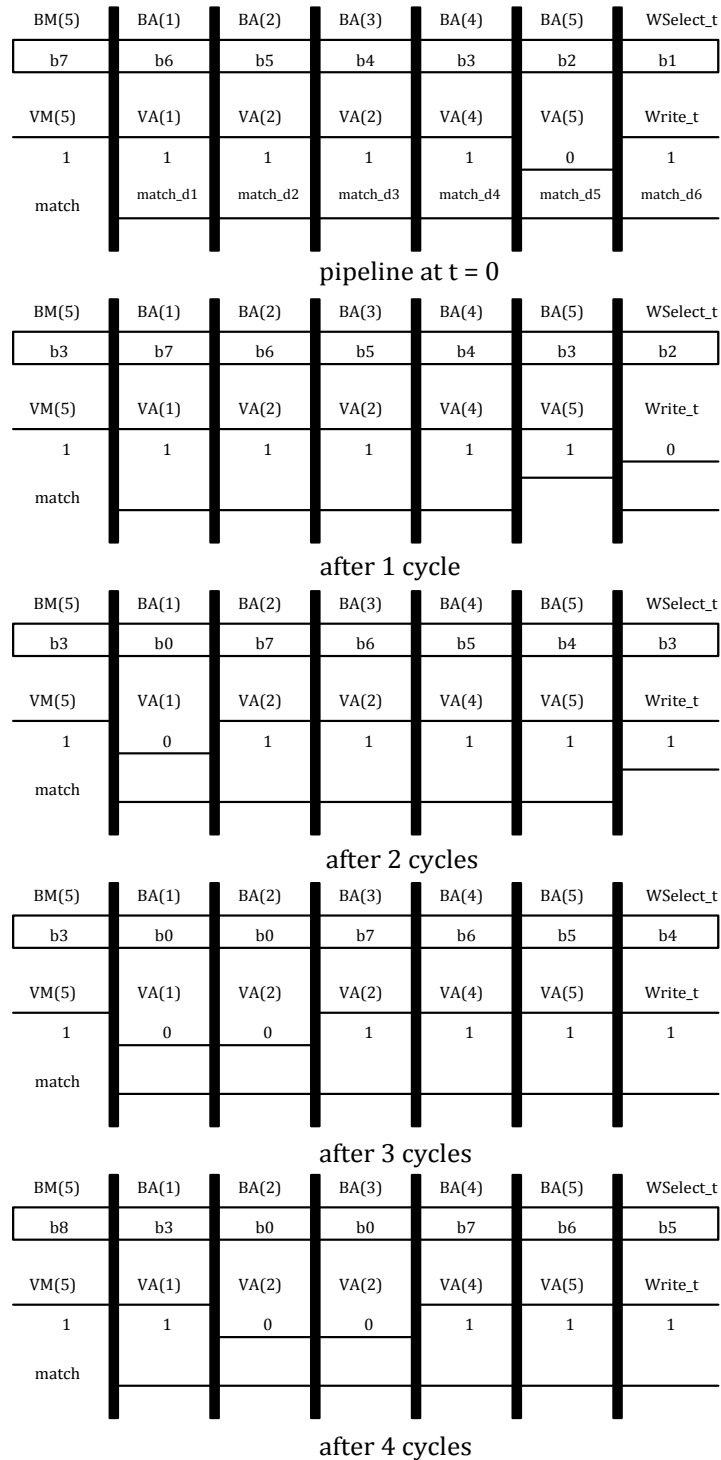 BM(5) BA(1) BA(2) BA(3) BA(4) BA(5) WSelect_t
b7 b6 b5 b4 b3 b2 b1
VM(5) VA(1) VA(2) VA(2) VA(4) VA(5) Write_t
1 1 1 1 1 0 1
match match_d1 match_d2 match_d3 match_d4 match_d5 match_d6
pipeline at t = 0
BM(5) BA(1) BA(2) BA(3) BA(4) BA(5) WSelect_t
b3 b7 b6 b5 b4 b3 b2
VM(5) VA(1) VA(2) VA(2) VA(4) VA(5) Write_t
1 1 1 1 1 1 0
match
after 1 cycle
BM(5) BA(1) BA(2) BA(3) BA(4) BA(5) WSelect_t
b3 b0 b7 b6 b5 b4 b3
VM(5) VA(1) VA(2) VA(2) VA(4) VA(5) Write_t
1 0 1 1 1 1 1
match
after 2 cycles
BM(5) BA(1) BA(2) BA(3) BA(4) BA(5) WSelect_t
b3 b0 b0 b7 b6 b5 b4
VM(5) VA(1) VA(2) VA(2) VA(4) VA(5) Write_t
1 0 0 1 1 1 1
match
after 3 cycles
BM(5) BA(1) BA(2) BA(3) BA(4) BA(5) WSelect_t
b8 b3 b0 b0 b7 b6 b5
VM(5) VA(1) VA(2) VA(2) VA(4) VA(5) Write_t
1 1 0 0 1 1 1
match
after 4 cycles